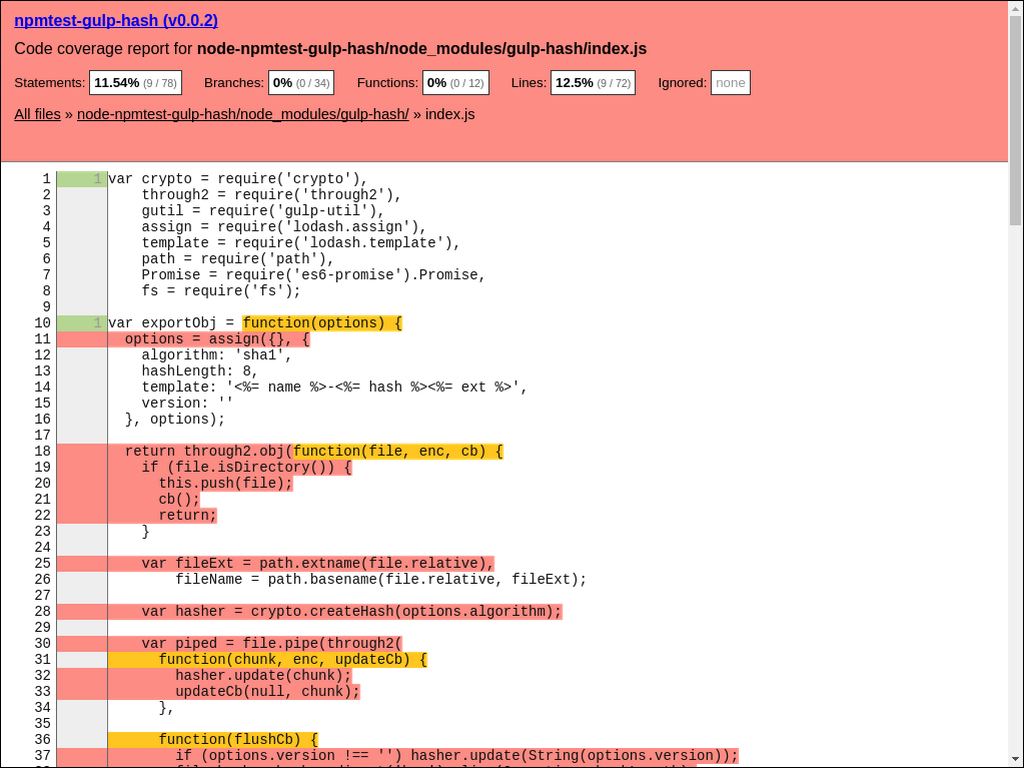 npmtest-gulp-hash (v0.0.2)
Code coverage report for node-npmtest-gulp-hash/node_modules/gulp-hash/index.js
Statements: 11.54% (9 / 78) Branches: 0% (0 / 34) Functions: 0% (0 / 12) Lines: 12.5% (9 / 72) Ignored: none
All files » node-npmtest-gulp-hash/node_modules/gulp-hash/ » index.js
1 1 var crypto = require('crypto'),
2 through2 = require('through2'),
3 gutil = require('gulp-util'),
4 assign = require('lodash.assign'),
5 template = require('lodash.template'),
6 path = require('path'),
7 Promise = require('es6-promise').Promise,
8 fs = require('fs');
9
10 1 var exportObj = function(options) {
11 options = assign({}, {
12 algorithm: 'sha1',
13 hashLength: 8,
14 template: '<%= name %>-<%= hash %><%= ext %>',
15 version: ''
16 }, options);
17
18 return through2.obj(function(file, enc, cb) {
19 if (file.isDirectory()) {
20 this.push(file);
21 cb();
22 return;
23 }
24
25 var fileExt = path.extname(file.relative),
26 fileName = path.basename(file.relative, fileExt);
27
28 var hasher = crypto.createHash(options.algorithm);
29
30 var piped = file.pipe(through2(
31 function(chunk, enc, updateCb) {
32 hasher.update(chunk);
33 updateCb(null, chunk);
34 },
35
36 function(flushCb) {
37 if (options.version !== '') hasher.update(String(options.version));